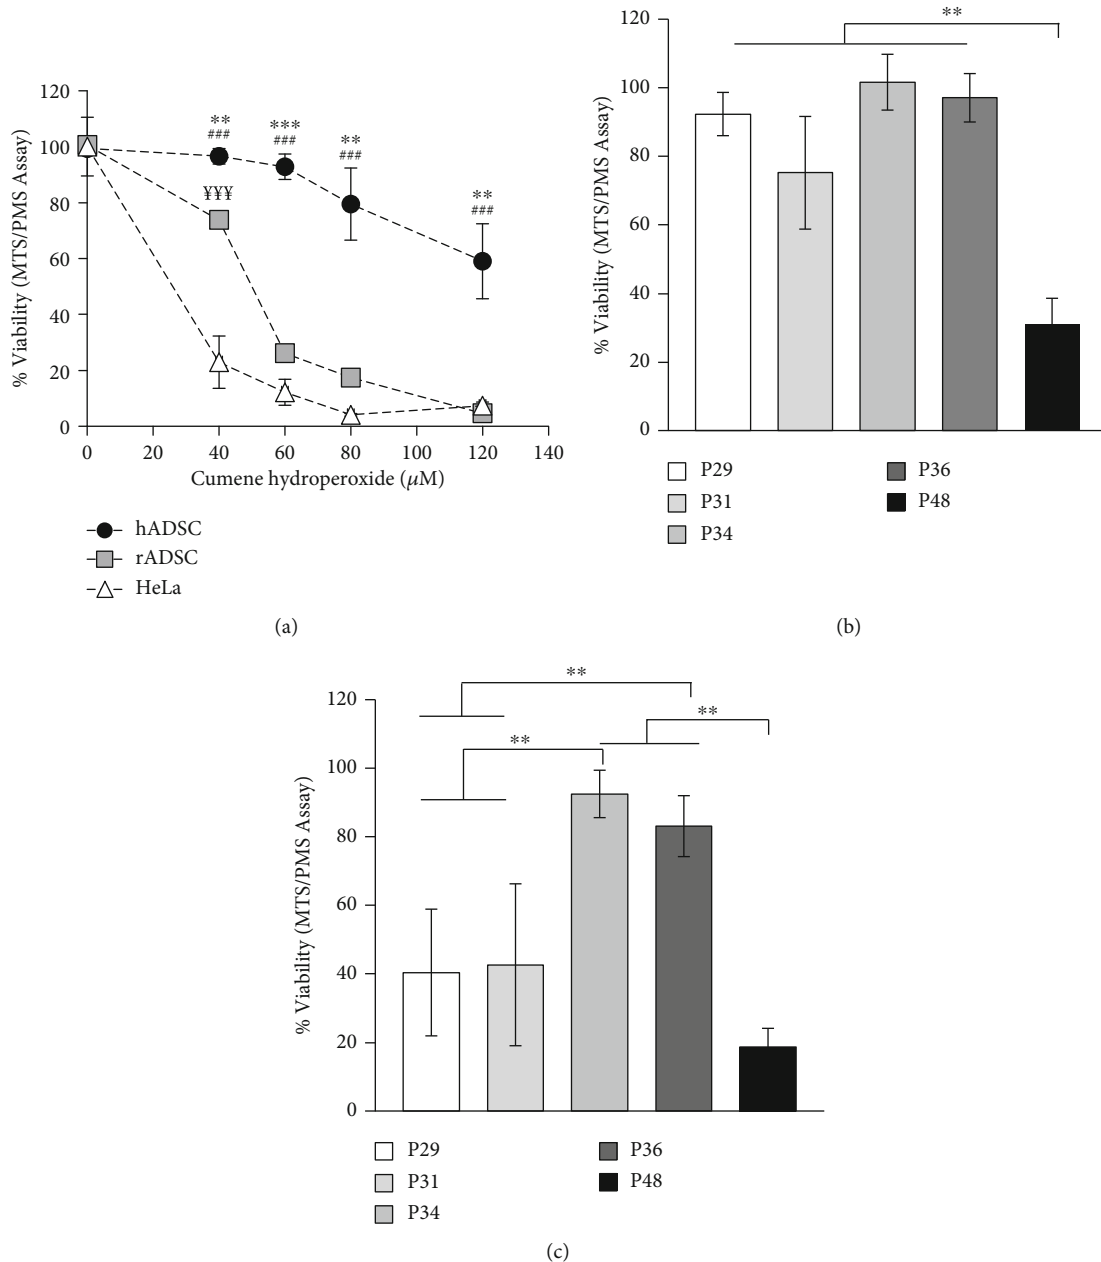 120
100
80
60
40
20
0
% Viability (MTS/PMS Assay)
**
###
***
###
**
###
**
###
¥¥¥
0
20
40
60
80
100
120
140
Cumene hydroperoxide (μM)
hADSC
rADSC
HeLa
(a)
120
100
80
60
40
20
0
% Viability (MTS/PMS Assay)
**
P29
P31
P34
P36
P48
(b)
120
100
80
60
40
20
0
% Viability (MTS/PMS Assay)
**
**
**
P29
P31
P34
P36
P48
(c)